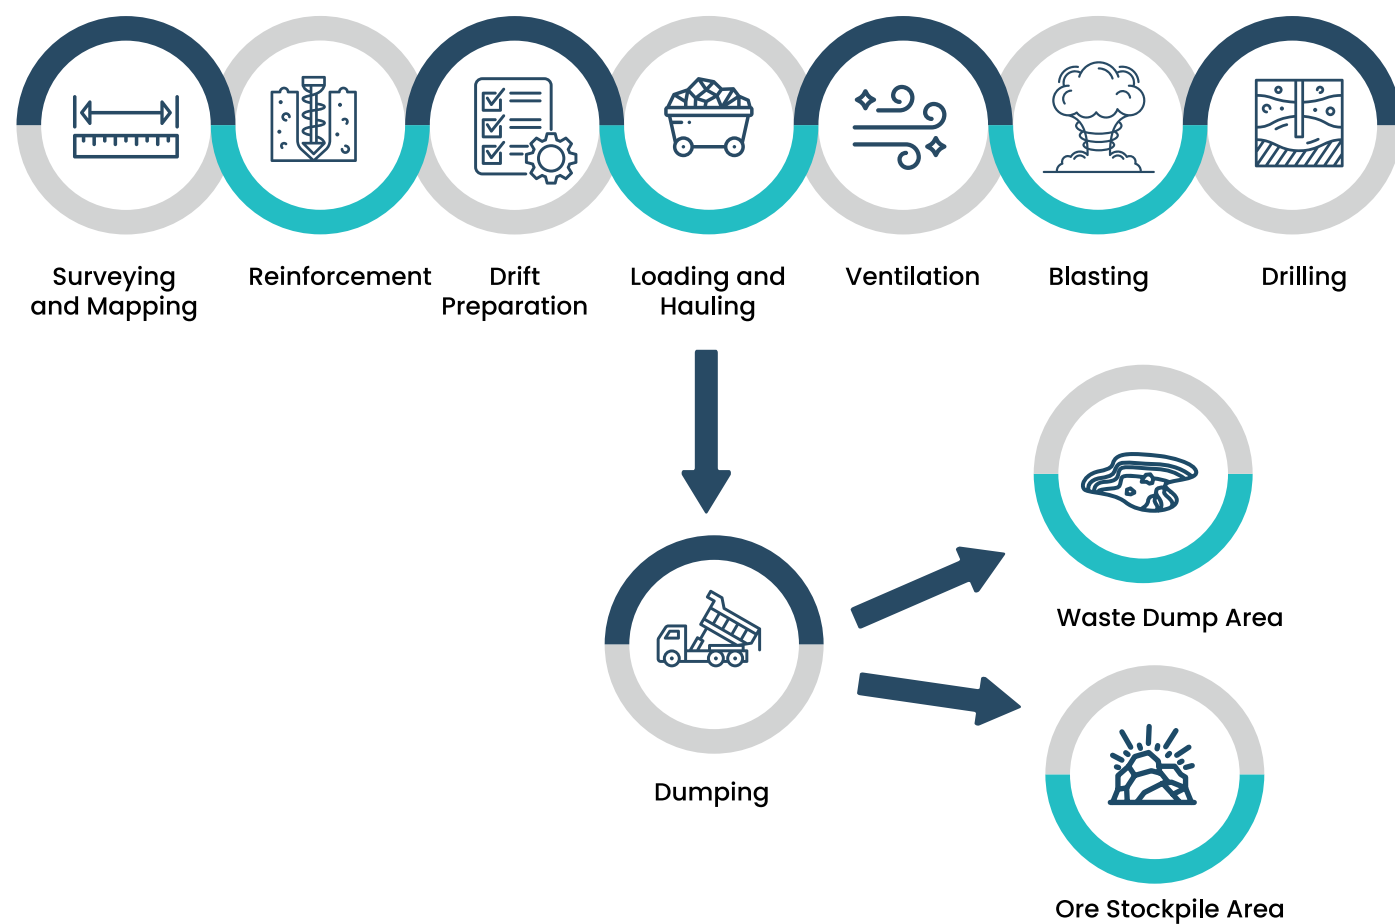 Surveying
and Mapping
Reinforcement
Drift
Preparation
Loading and
Hauling
Ventilation
Blasting
Drilling
Waste Dump Area
Dumping
Ore Stockpile Area